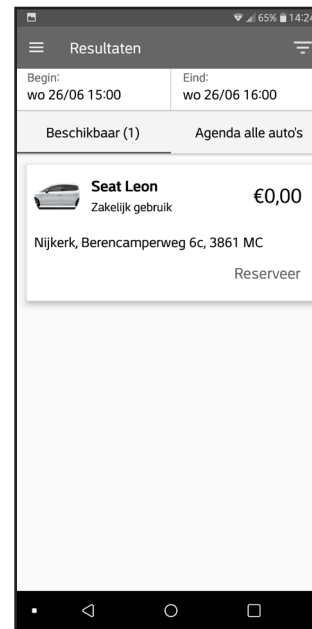 65% 14:24
Resultaten
Begin:
wo 26/06 15:00
Eind:
wo 26/06 16:00
Beschikbaar (1)
Agenda alle auto's
Seat Leon
Zakelijk gebruik
€0,00
Nijkerk, Berencamperweg 6c, 3861 MC
Reserveer